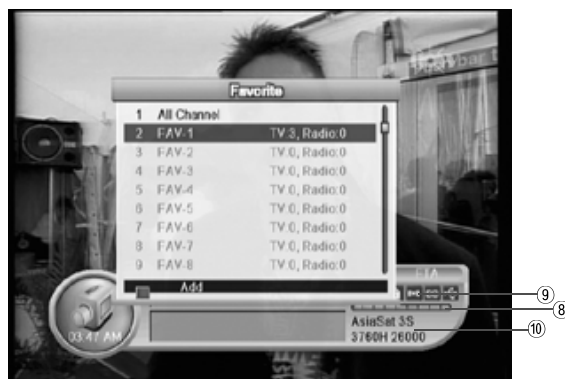 Favorite
1 All Channel
2 FAV-1 TV:3, Radio:0
3 FAV-2 TV:0, Radio:0
4 FAV-3 TV:0, Radio:0
5 FAV-4 TV:0, Radio:0
6 FAV-5 TV:0, Radio:0
7 FAV-6 TV:0, Radio:0
8 FAV-7 TV:0, Radio:0
9 FAV-8 TV:0, Radio:0
Add
FTA
⑨
⑧
03:47 AM
AsiaSat 3S
3760H 26000
⑩